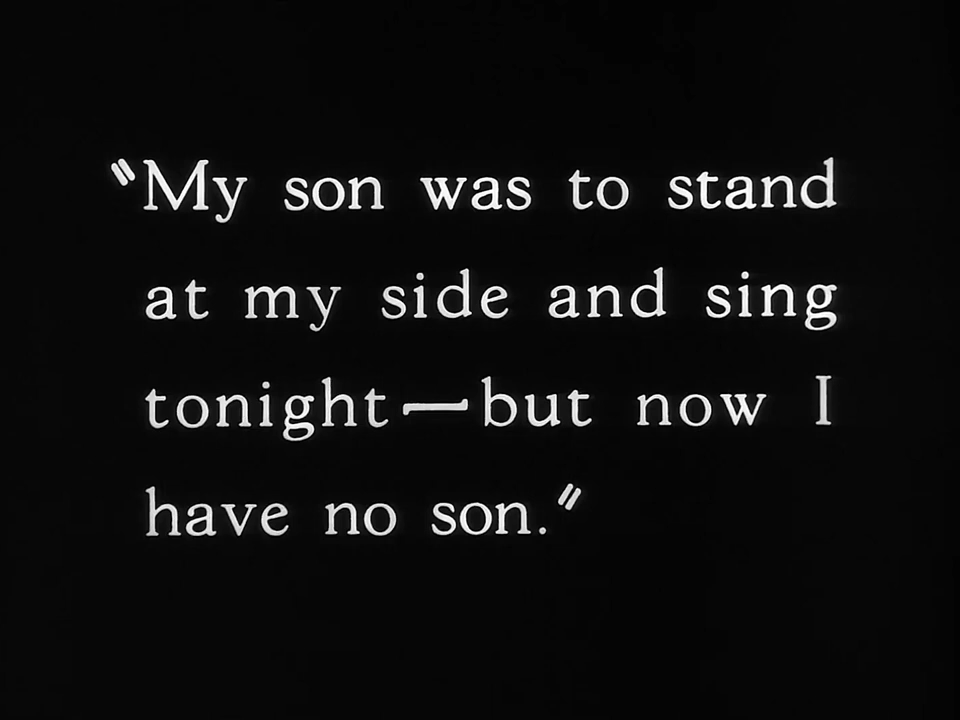 "My son was to stand
at my side and sing
tonight—but now I
have no son."